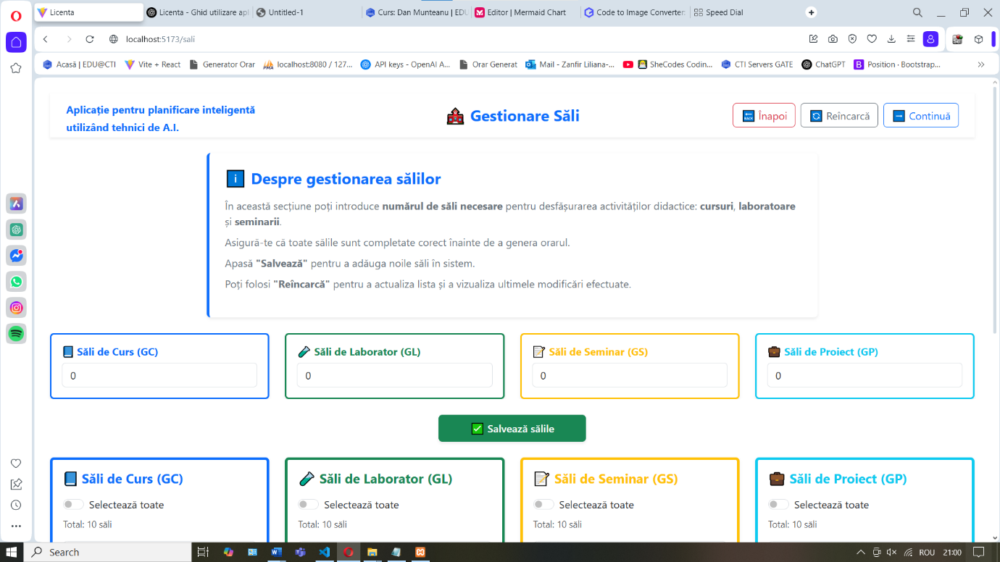 Licenta
Licenta - Ghid utilizare apl
Untitled-1
Curs: Dan Munteanu | EDU
Editor | Mermaid Chart
Code to Image Converter:
Speed Dial
localhost:5173/sali
Acasă | EDU@CTI
Vite + React
Generator Orar
localhost:8080 / 127...
API keys - OpenAI A...
Orar Generat
Mail - Zanfir Liliana-...
SheCodes Codin...
CTI Servers GATE
ChatGPT
Position · Bootstrap...
Aplicație pentru planificare inteligentă
utilizând tehnici de A.I.
Gestionare Săli
BACK Înapoi
Reîncarcă
Continuă
i Despre gestionarea sălilor
În această secțiune poți introduce numărul de săli necesare pentru desfășurarea activităților didactice: cursuri, laboratoare
și seminarii.
Asigură-te că toate sălile sunt completate corect înainte de a genera orarul.
Apasă "Salvează" pentru a adăuga noile săli în sistem.
Poți folosi "Reîncarcă" pentru a actualiza lista și a vizualiza ultimele modificări efectuate.
Săli de Curs (GC)
0
Săli de Laborator (GL)
0
Săli de Seminar (GS)
0
Săli de Proiect (GP)
0
Salvează sălile
Săli de Curs (GC)
Selectează toate
Total: 10 săli
Săli de Laborator (GL)
Selectează toate
Total: 10 săli
Săli de Seminar (GS)
Selectează toate
Total: 10 săli
Săli de Proiect (GP)
Selectează toate
Total: 10 săli
Search
ROU
21:00